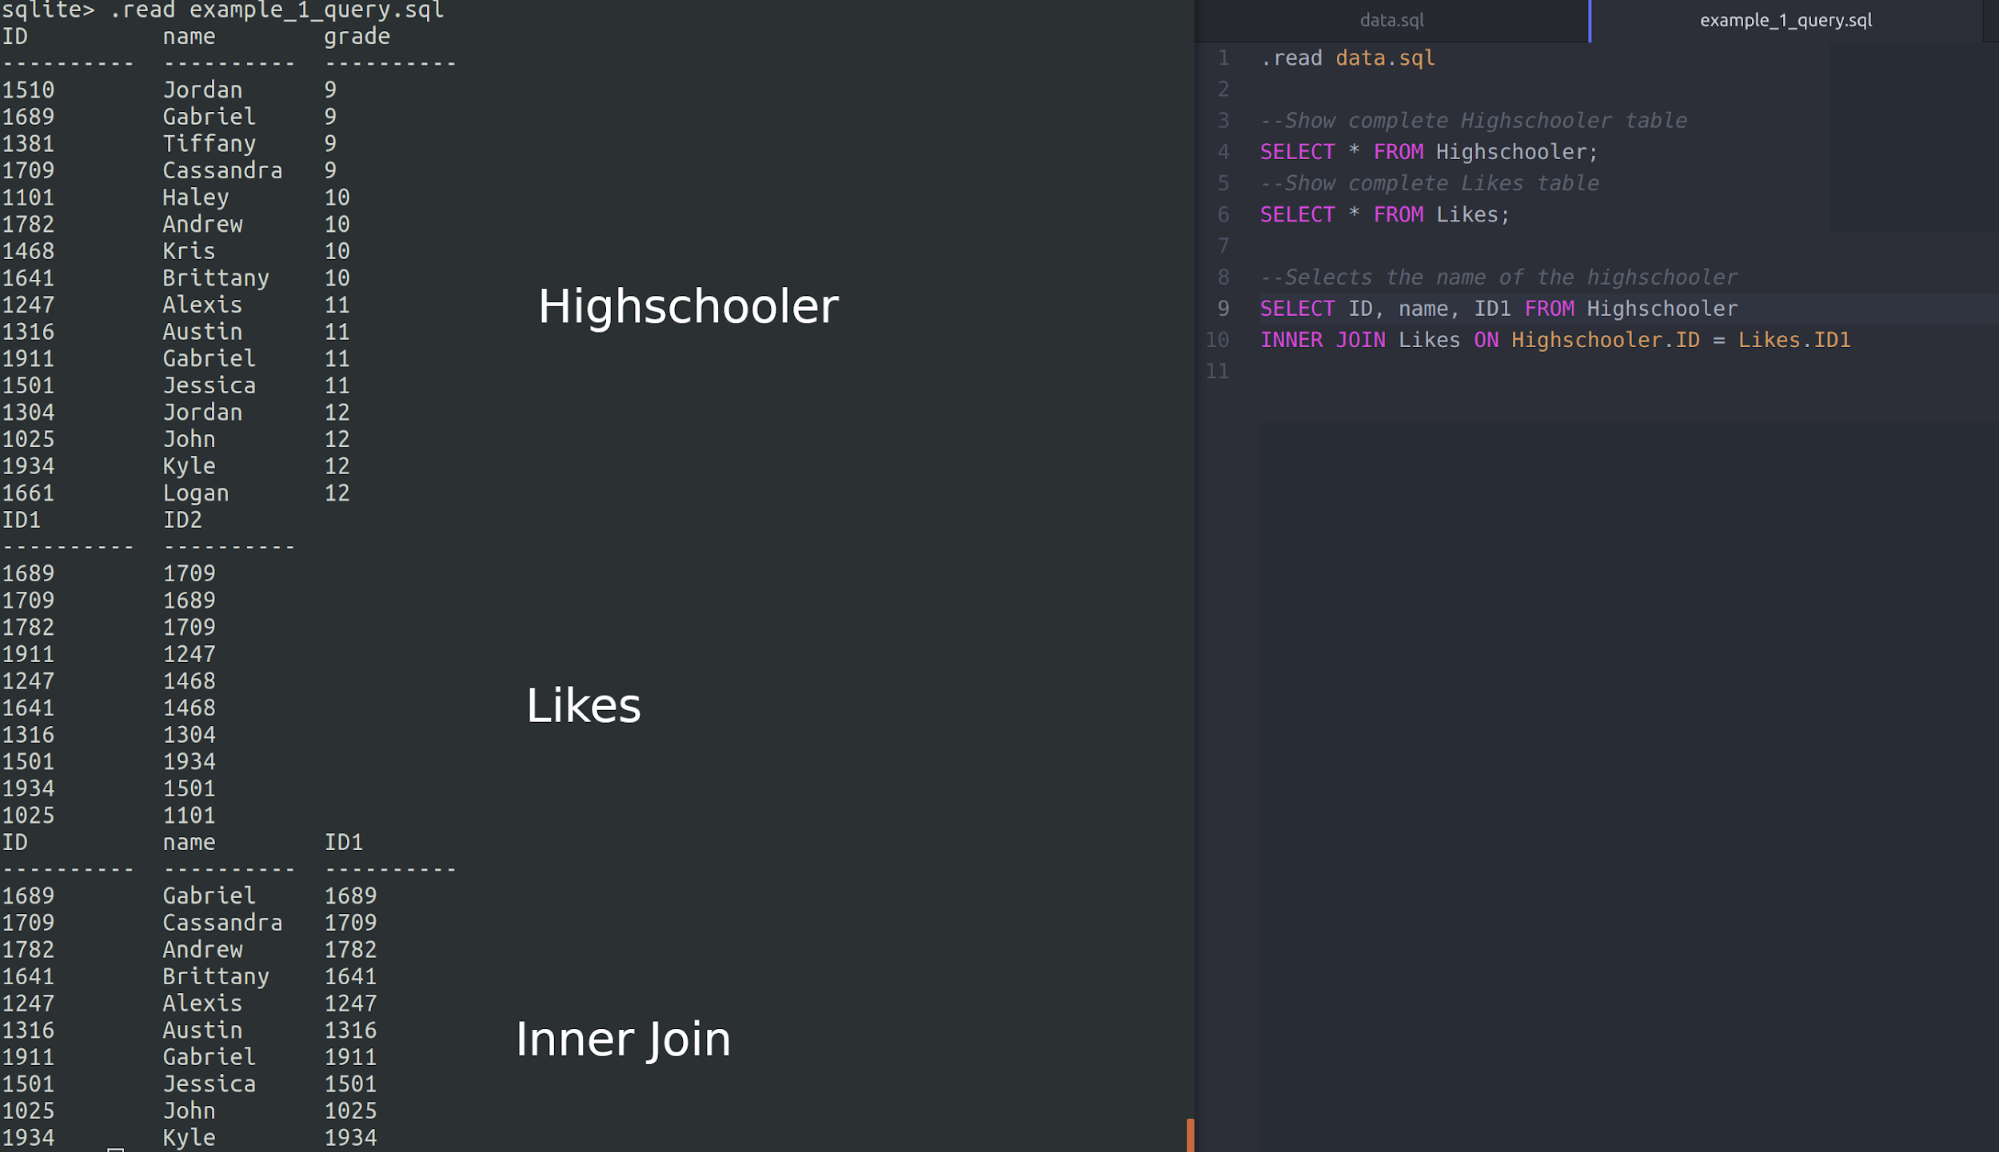 sqlite> .read example_1_query.sql
ID name grade
---------- ---------- ----------
1510 Jordan 9
1689 Gabriel 9
1381 Tiffany 9
1709 Cassandra 9
1101 Haley 10
1782 Andrew 10
1468 Kris 10
1641 Brittany 10
1247 Alexis 11
1316 Austin 11
1911 Gabriel 11
1501 Jessica 11
1304 Jordan 12
1025 John 12
1934 Kyle 12
1661 Logan 12
Highschooler
ID1 ID2
---------- ----------
1689 1709
1709 1689
1782 1709
1911 1247
1247 1468
1641 1468
1316 1304
1501 1934
1934 1501
1025 1101
Likes
ID name ID1
---------- ---------- ----------
1689 Gabriel 1689
1709 Cassandra 1709
1782 Andrew 1782
1641 Brittany 1641
1247 Alexis 1247
1316 Austin 1316
1911 Gabriel 1911
1501 Jessica 1501
1025 John 1025
1934 Kyle 1934
Inner Join
data.sql example_1_query.sql
1 .read data.sql
2
3 --Show complete Highschooler table
4 SELECT * FROM Highschooler;
5 --Show complete Likes table
6 SELECT * FROM Likes;
7
8 --Selects the name of the highschooler
9 SELECT ID, name, ID1 FROM Highschooler
10 INNER JOIN Likes ON Highschooler.ID = Likes.ID1
11